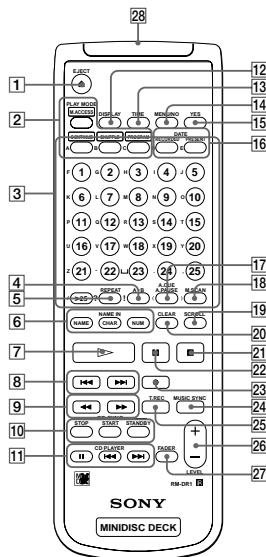 28
EJECT
1
12
13
14
15
PLAY MODE
M.ACCESS
2
DISPLAY TIME MENU/NO YES
DATE
CONTINUE SHUFFLE PROGRAM RECORDED PRESENT
16
A B C D E
3
F 1 G 2 H 3 I 4 J 5
K 6 L 7 M 8 N 9 O 10
P 11 Q 12 R 13 S 14 T 15
U 16 V 17 W 18 X 19 Y 20
Z 21 - 22 23 24 25
17
18
A.CUE
4 REPEAT A B A.PAUSE M.SCAN
>25 ? ! ( )
5
19
NAME IN CLEAR SCROLL
6 NAME CHAR NUM
20
7
21
22
8
23
9
T.REC MUSIC SYNC
24
25
STOP START STANDBY
10
26
CD PLAYER FADER
11
LEVEL
27
RM-DR1 R
SONY
MINIDISC DECK